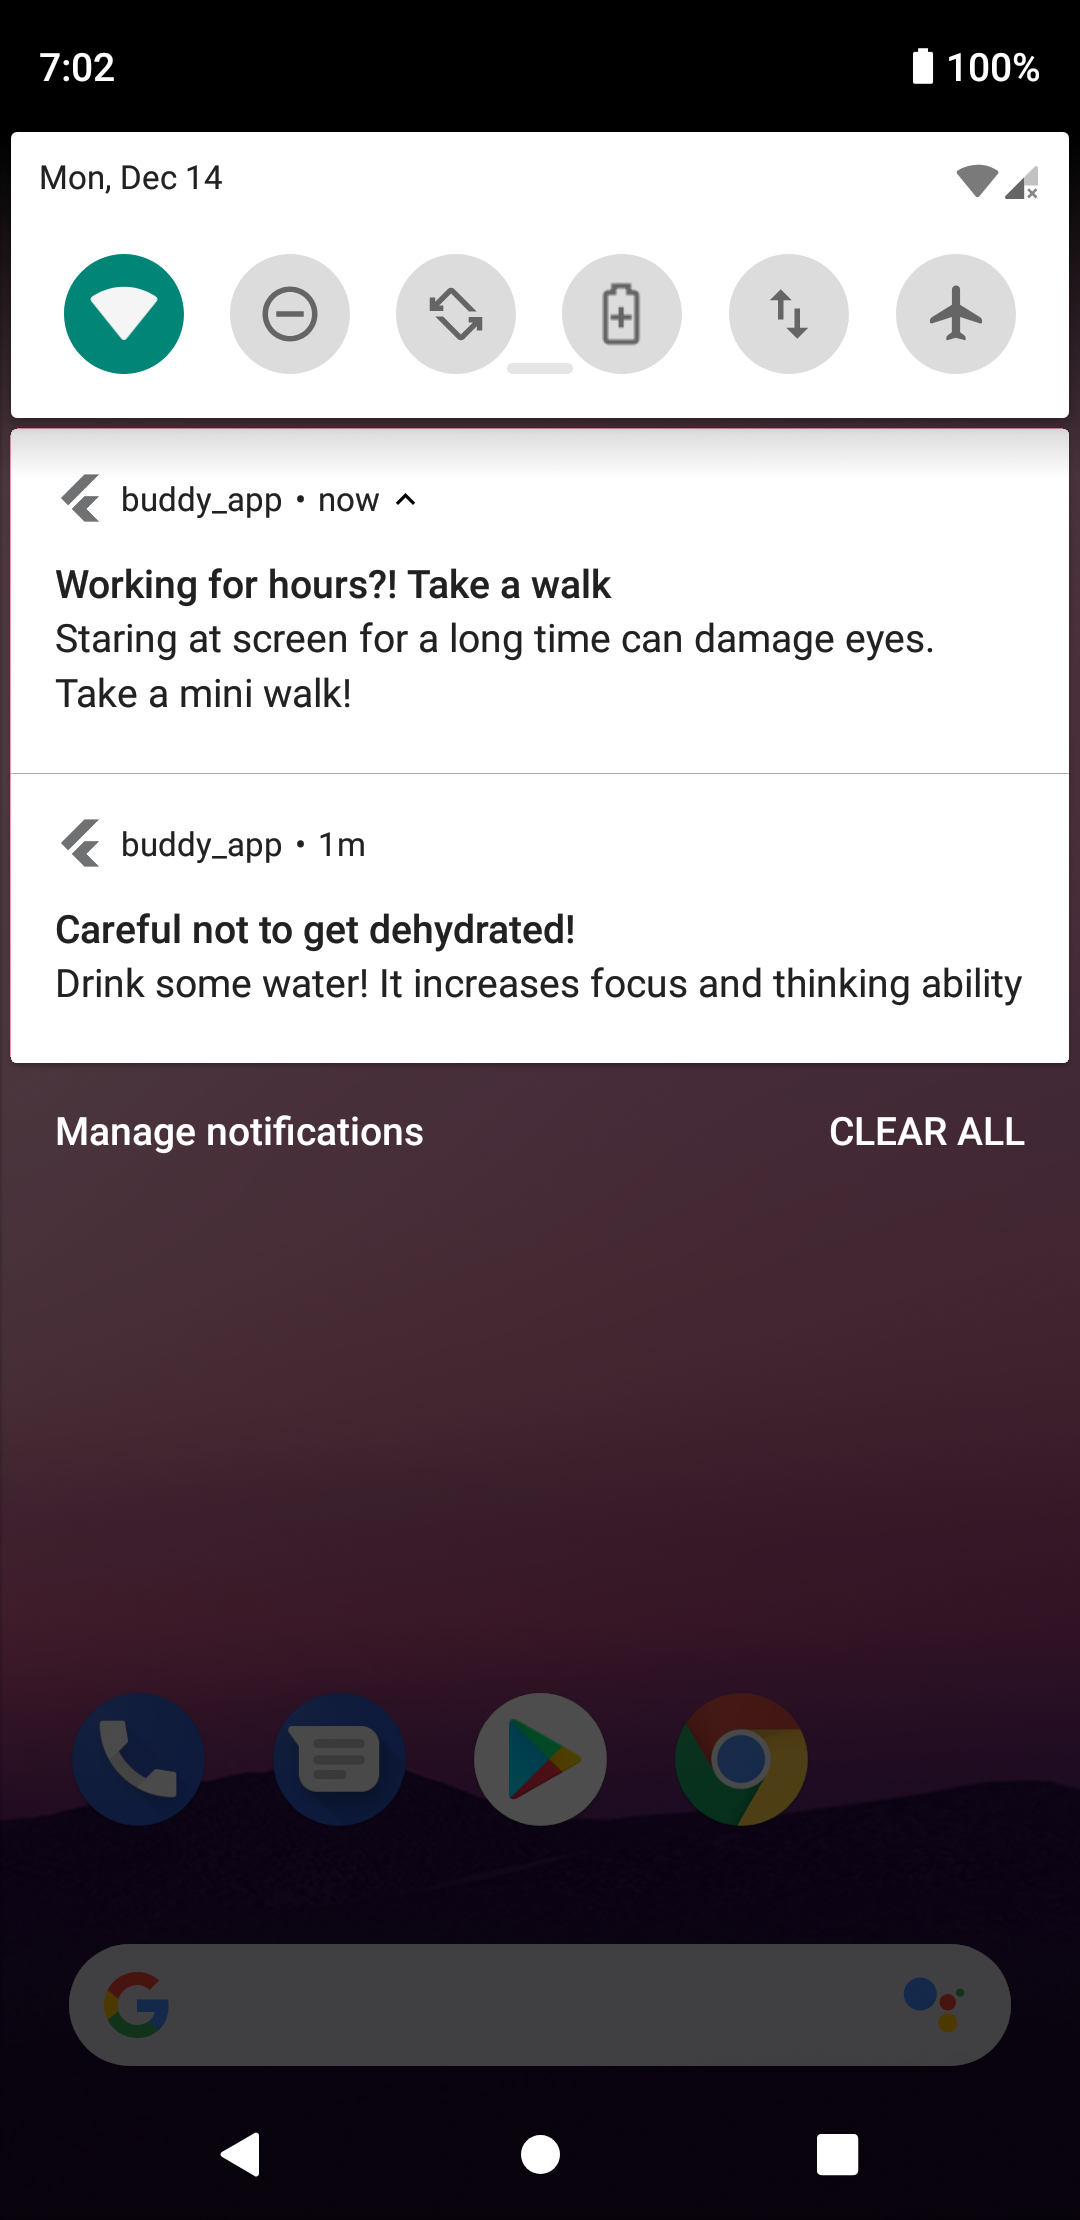 7:02 100%
Mon, Dec 14
buddy_app • now
Working for hours?! Take a walk
Staring at screen for a long time can damage eyes.
Take a mini walk!
buddy_app • 1m
Careful not to get dehydrated!
Drink some water! It increases focus and thinking ability
Manage notifications CLEAR ALL